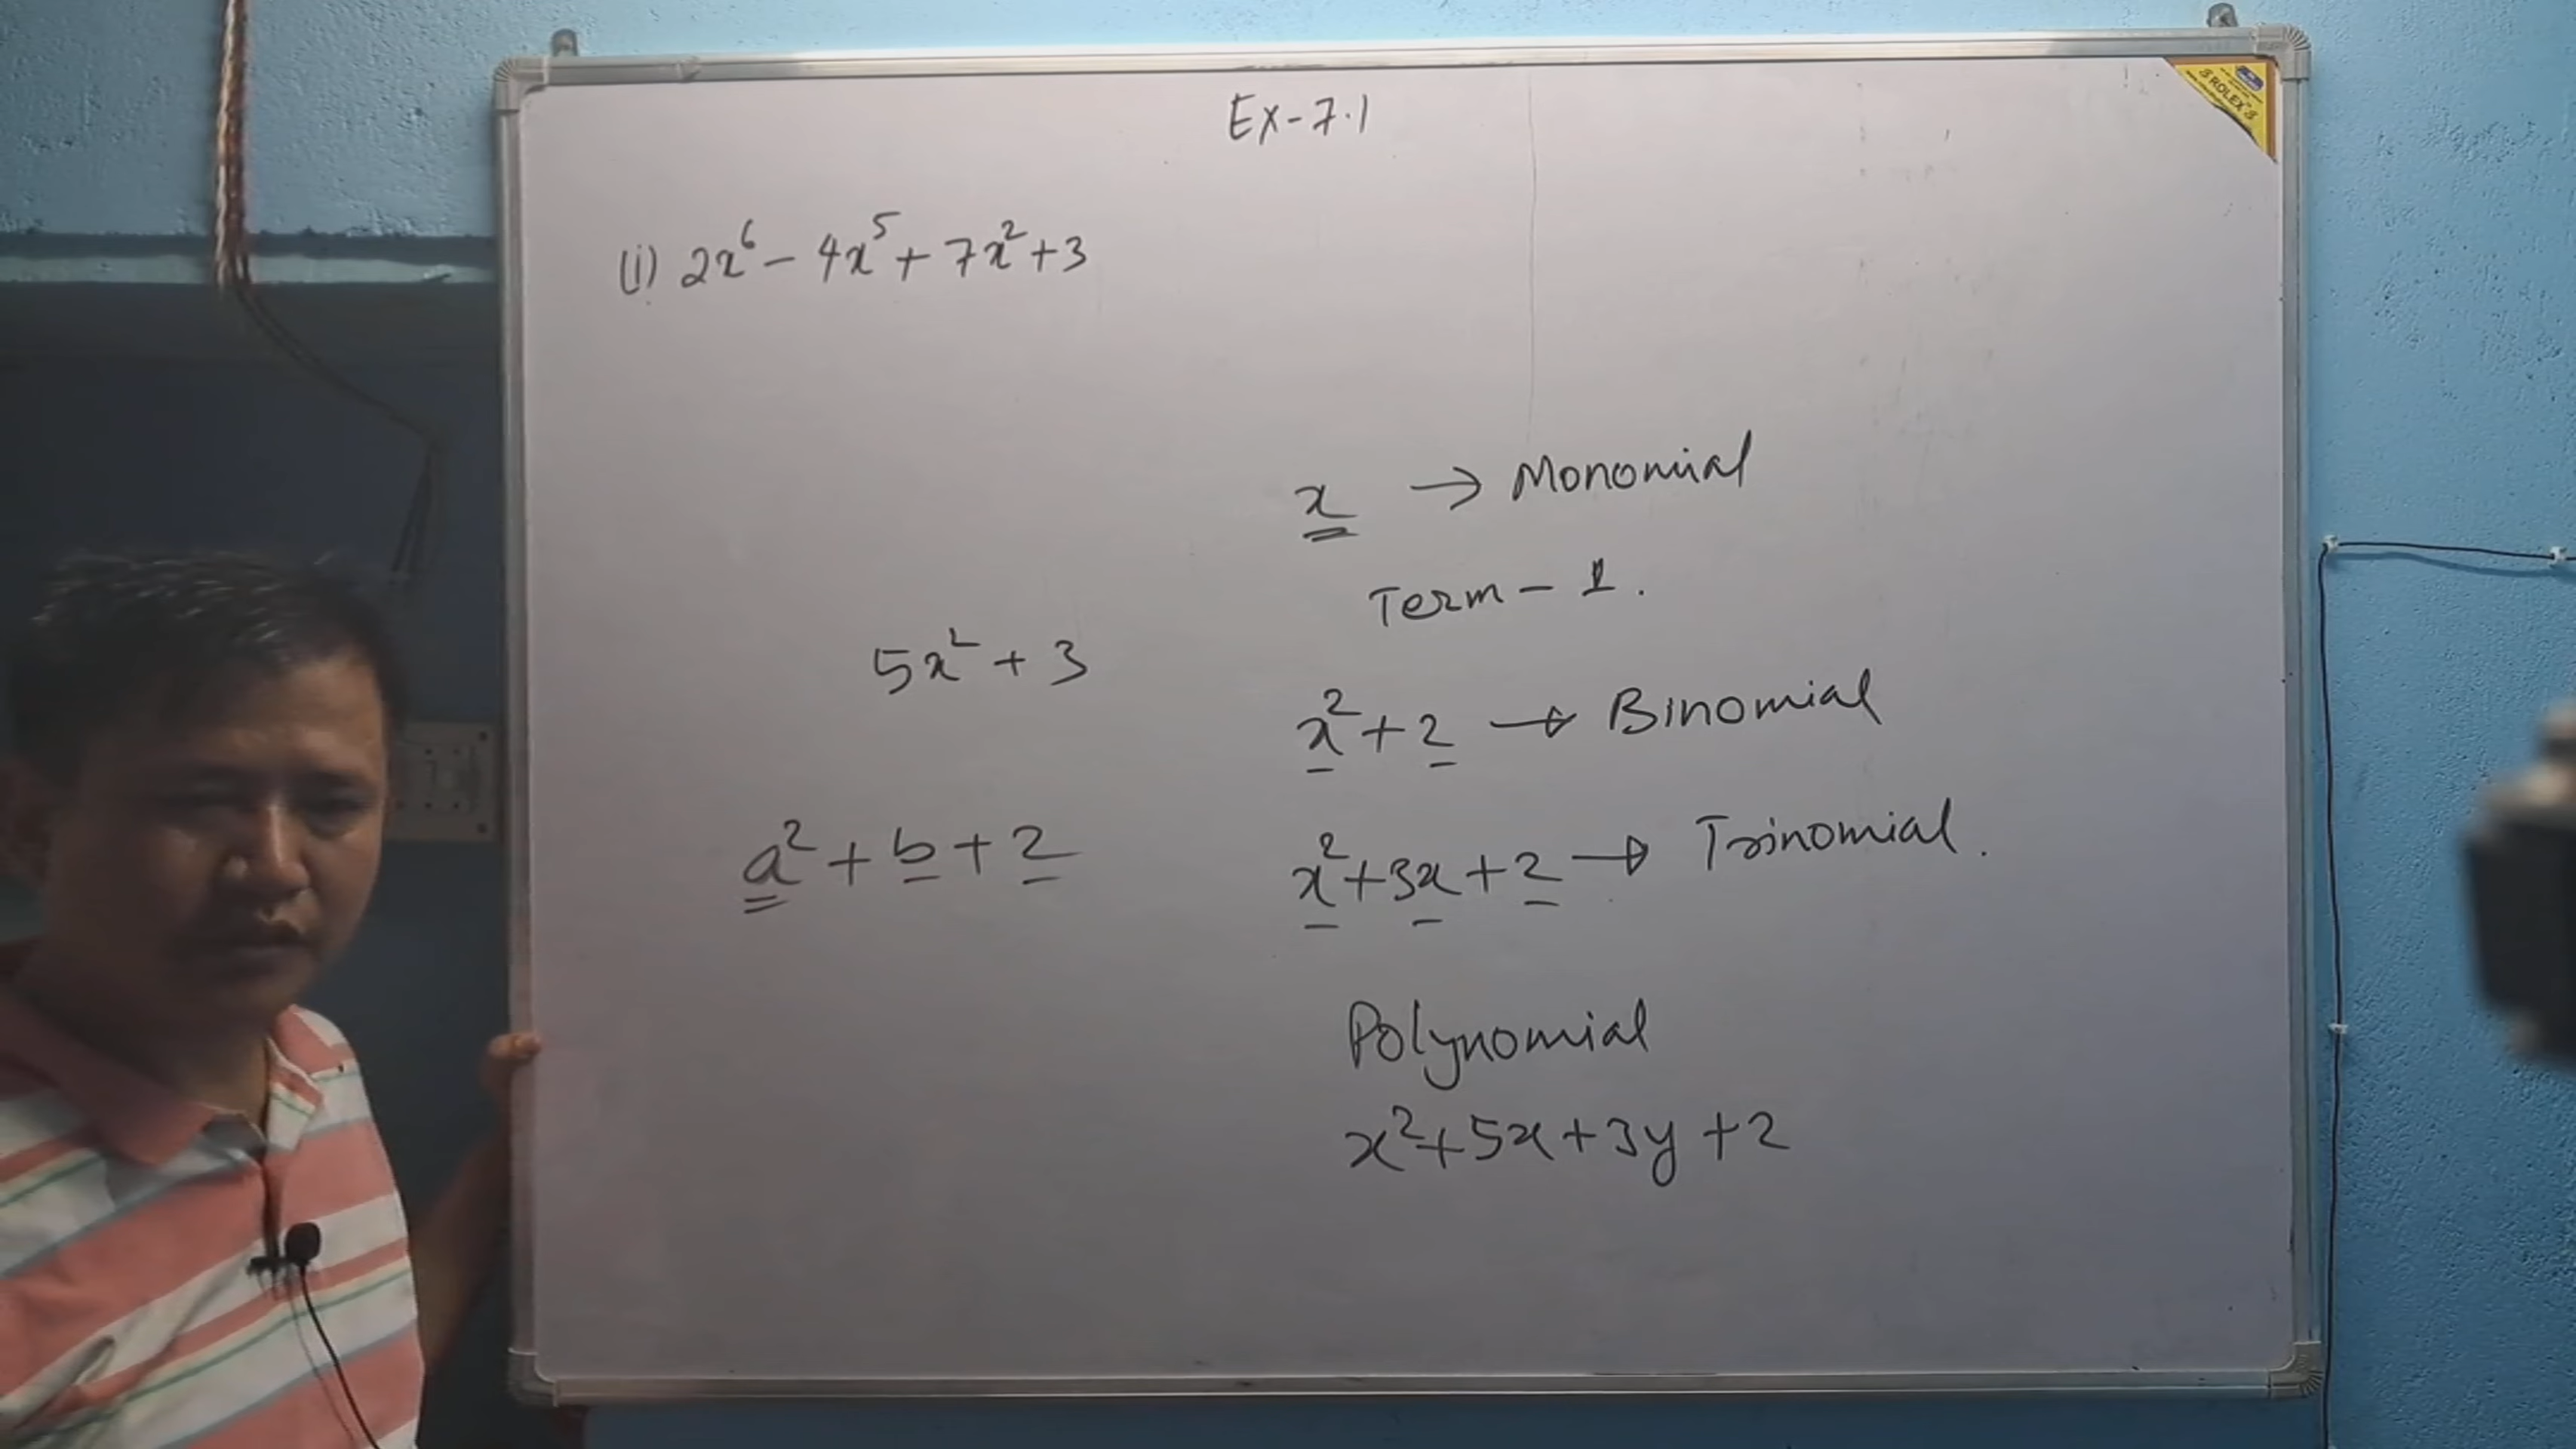 Ex-7.1
ROLEX
(i) 2x⁶ - 4x⁵ + 7x² + 3
x → Monomial
Term - 1.
5x² + 3
x² + 2 → Binomial
a² + b + 2
x² + 3x + 2 → Trinomial.
Polynomial
x² + 5x + 3y + 2